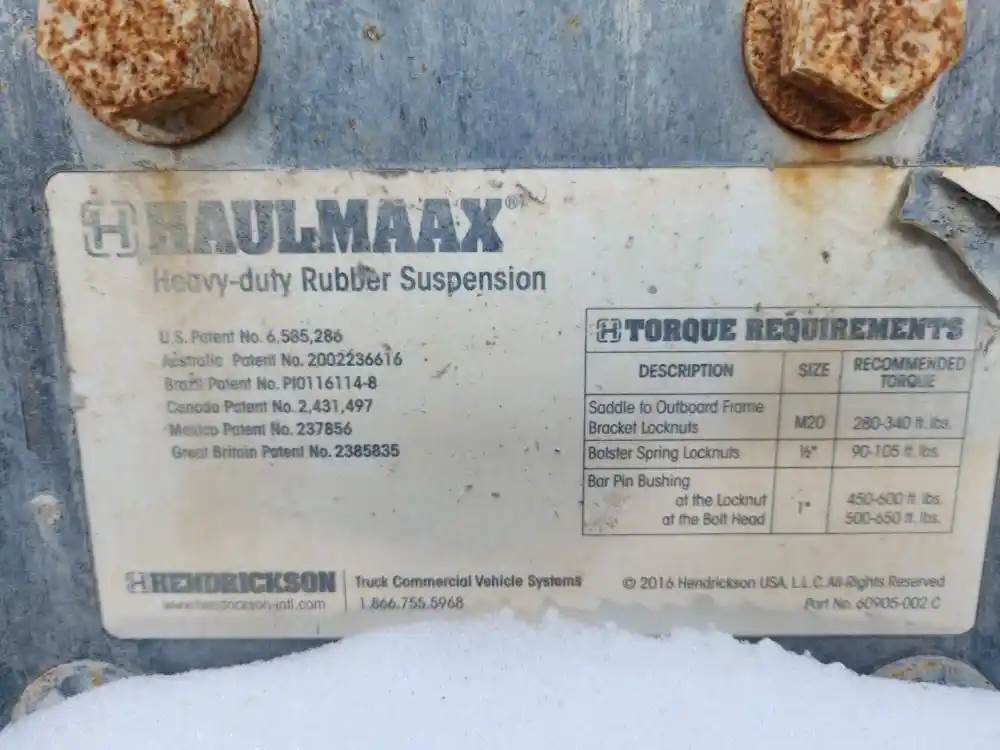 H HAULMAAX®
Heavy-duty Rubber Suspension
U.S. Patent No. 6,585,286
Australia Patent No. 2002236616
Brazil Patent No. PI0116114-8
Canada Patent No. 2,431,497
Mexico Patent No. 237856
Great Britain Patent No. 2385835
H TORQUE REQUIREMENTS
DESCRIPTION SIZE RECOMMENDED TORQUE
Saddle to Outboard Frame
Bracket Locknuts M20 280-340 ft. lbs.
Bolster Spring Locknuts ½" 90-105 ft. lbs.
Bar Pin Bushing
at the Locknut 1" 450-600 ft. lbs.
at the Bolt Head 500-650 ft. lbs.
H HENDRICKSON
www.hendrickson-intl.com
Truck Commercial Vehicle Systems
1.866.755.5968
© 2016 Hendrickson USA, L.L.C. All Rights Reserved
Part No. 60905-002 C